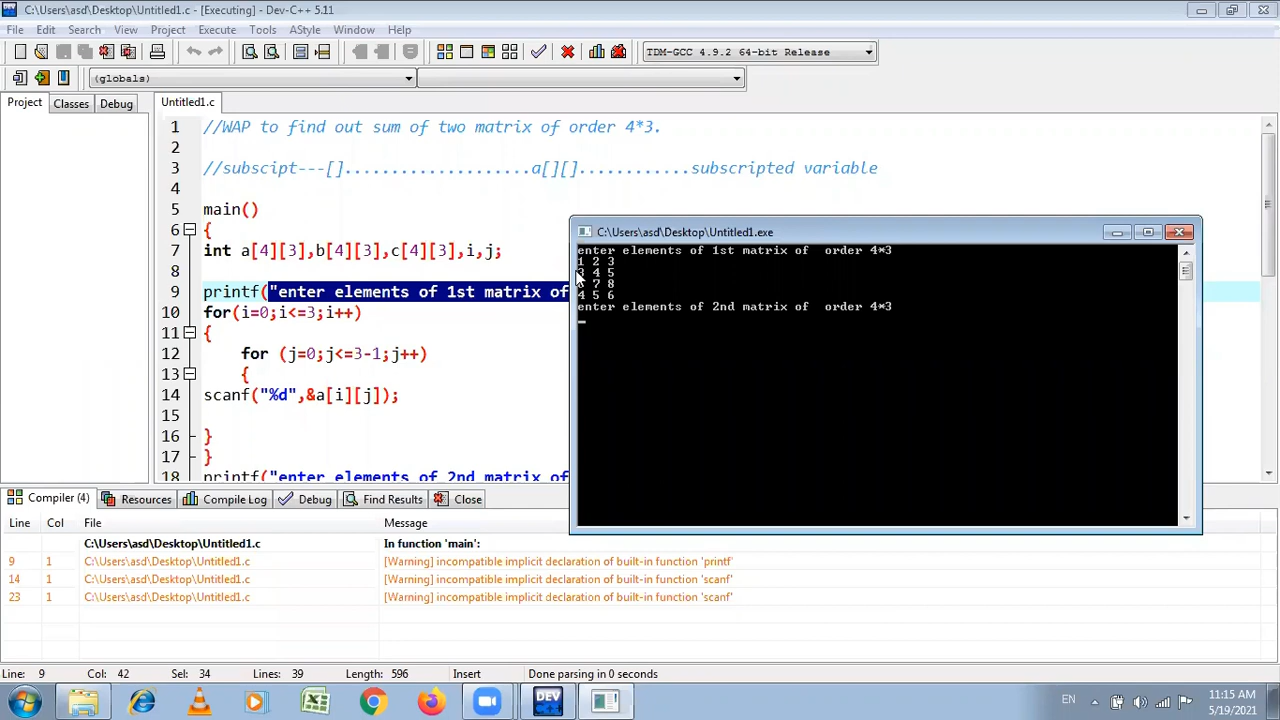 C:\Users\asd\Desktop\Untitled1.c - [Executing] - Dev-C++ 5.11
File Edit Search View Project Execute Tools AStyle Window Help
TDM-GCC 4.9.2 64-bit Release
(globals)
Project Classes Debug Untitled1.c
1 //WAP to find out sum of two matrix of order 4*3.
2
3 //subscipt---[]....................a[][]............subscripted variable
4
5 main()
6 {
7 int a[4][3],b[4][3],c[4][3],i,j;
8
9 printf("enter elements of 1st matrix of
10 for(i=0;i<=3;i++)
11 {
12 for (j=0;j<=3-1;j++)
13 {
14 scanf("%d",&a[i][j]);
15
16 }
17 }
18 printf("enter elements of 2nd matrix of
C:\Users\asd\Desktop\Untitled1.exe
enter elements of 1st matrix of order 4*3
1 2 3
3 4 5
7 8
4 5 6
enter elements of 2nd matrix of order 4*3
Compiler (4) Resources Compile Log Debug Find Results Close
Line Col File Message
C:\Users\asd\Desktop\Untitled1.c In function 'main':
9 1 C:\Users\asd\Desktop\Untitled1.c [Warning] incompatible implicit declaration of built-in function 'printf'
14 1 C:\Users\asd\Desktop\Untitled1.c [Warning] incompatible implicit declaration of built-in function 'scanf'
23 1 C:\Users\asd\Desktop\Untitled1.c [Warning] incompatible implicit declaration of built-in function 'scanf'
Line: 9 Col: 42 Sel: 34 Lines: 39 Length: 596 Insert Done parsing in 0 seconds
DEV
EN
11:15 AM
5/19/2021